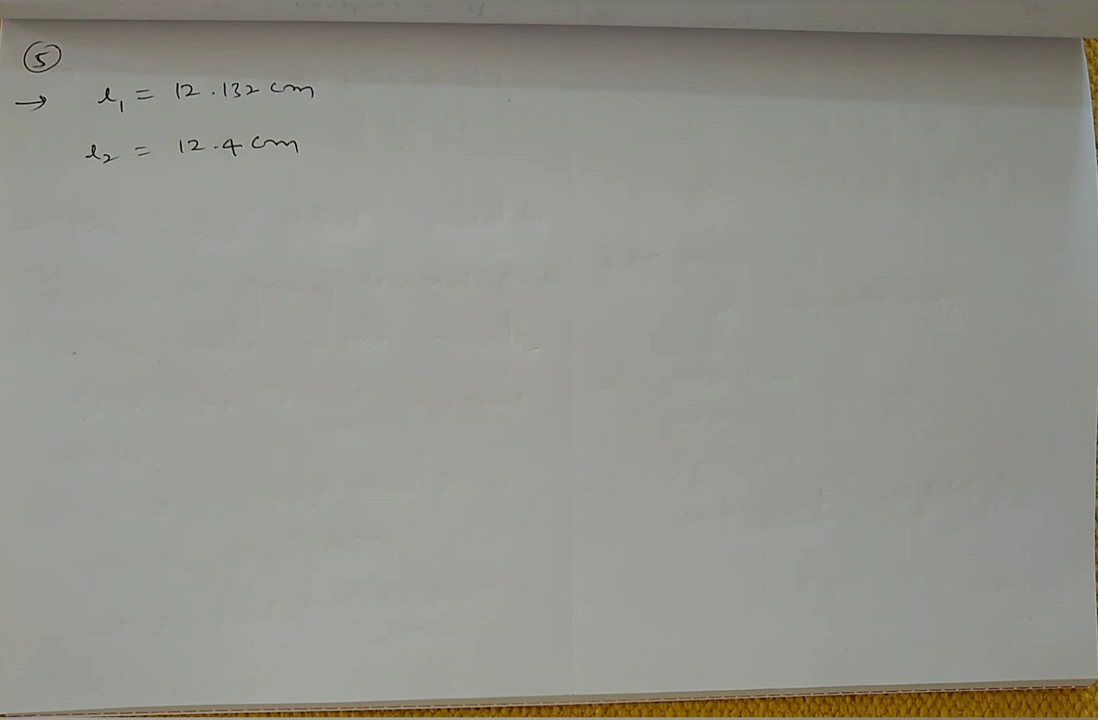 ⑤
→ l₁ = 12.132 cm
l₂ = 12.4 cm